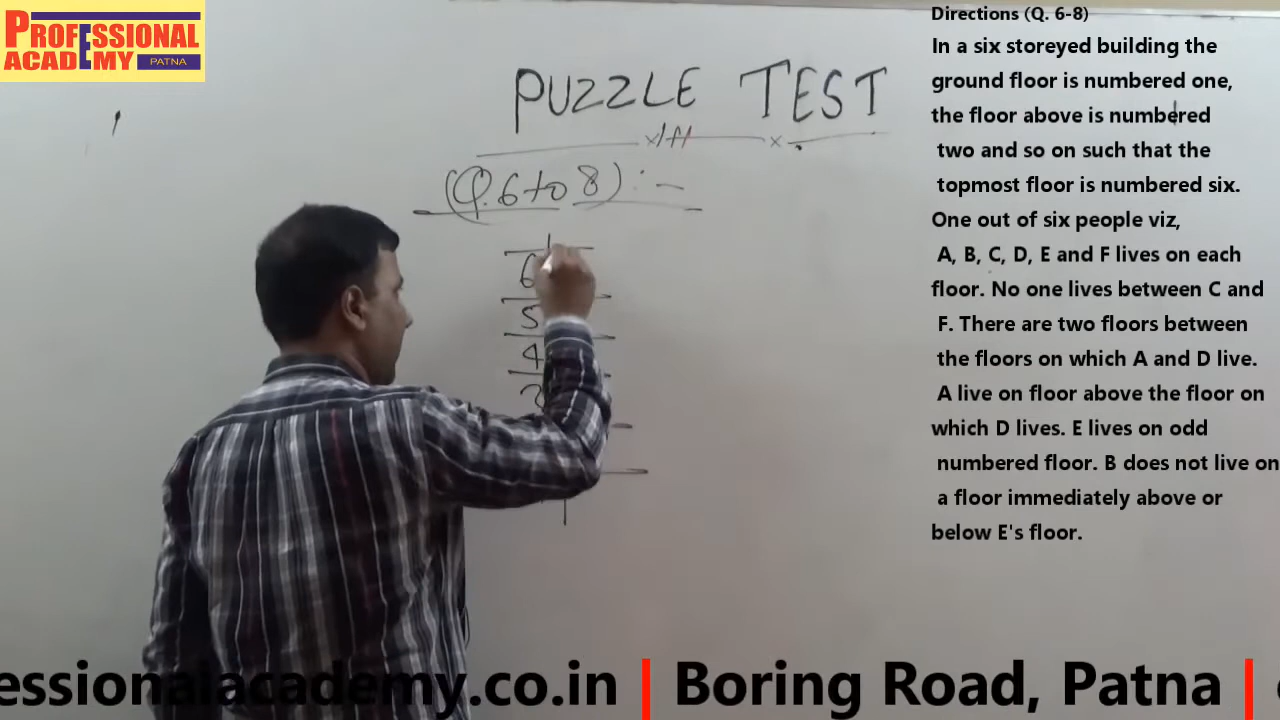 PROFESSIONAL
ACADEMY
PATNA
PUZZLE TEST
(Q.6 to 8) : -
6
5
4
Directions (Q. 6-8)
In a six storeyed building the
ground floor is numbered one,
the floor above is numbered
two and so on such that the
topmost floor is numbered six.
One out of six people viz,
A, B, C, D, E and F lives on each
floor. No one lives between C and
F. There are two floors between
the floors on which A and D live.
A live on floor above the floor on
which D lives. E lives on odd
numbered floor. B does not live on
a floor immediately above or
below E's floor.
essionalacademy.co.in | Boring Road, Patna |